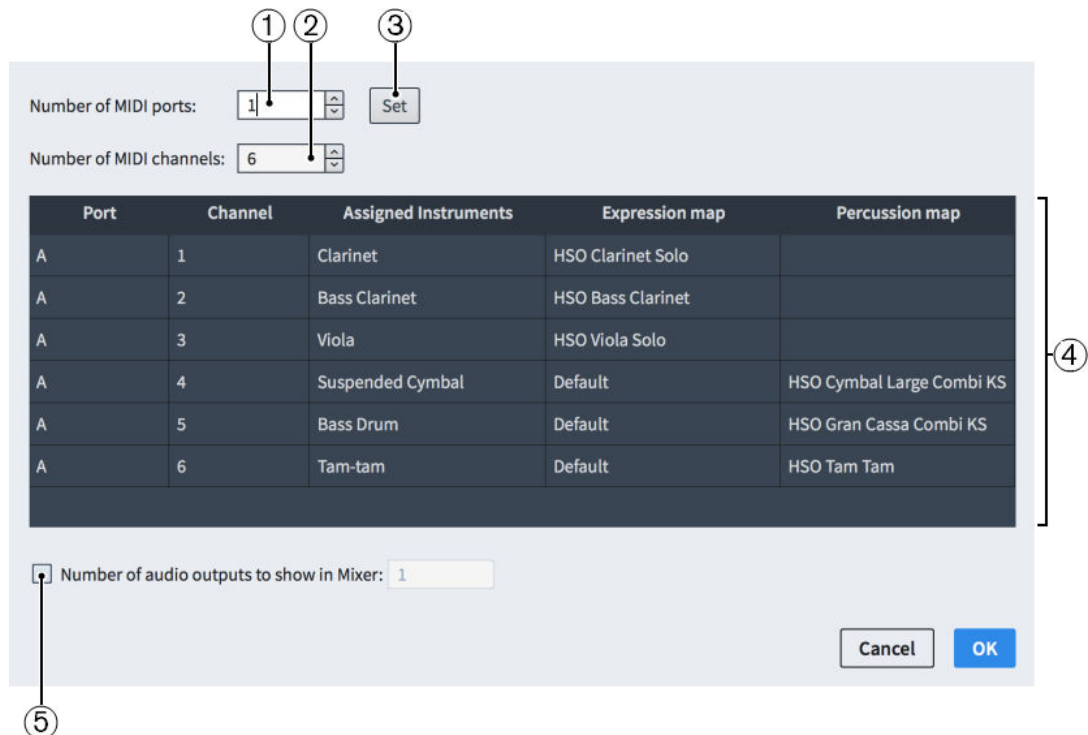 ① ② ③
Number of MIDI ports: 1 Set
Number of MIDI channels: 6
Port Channel Assigned Instruments Expression map Percussion map
A 1 Clarinet HSO Clarinet Solo
A 2 Bass Clarinet HSO Bass Clarinet
A 3 Viola HSO Viola Solo
④
A 4 Suspended Cymbal Default HSO Cymbal Large Combi KS
A 5 Bass Drum Default HSO Gran Cassa Combi KS
A 6 Tam-tam Default HSO Tam Tam
Number of audio outputs to show in Mixer: 1
Cancel OK
⑤